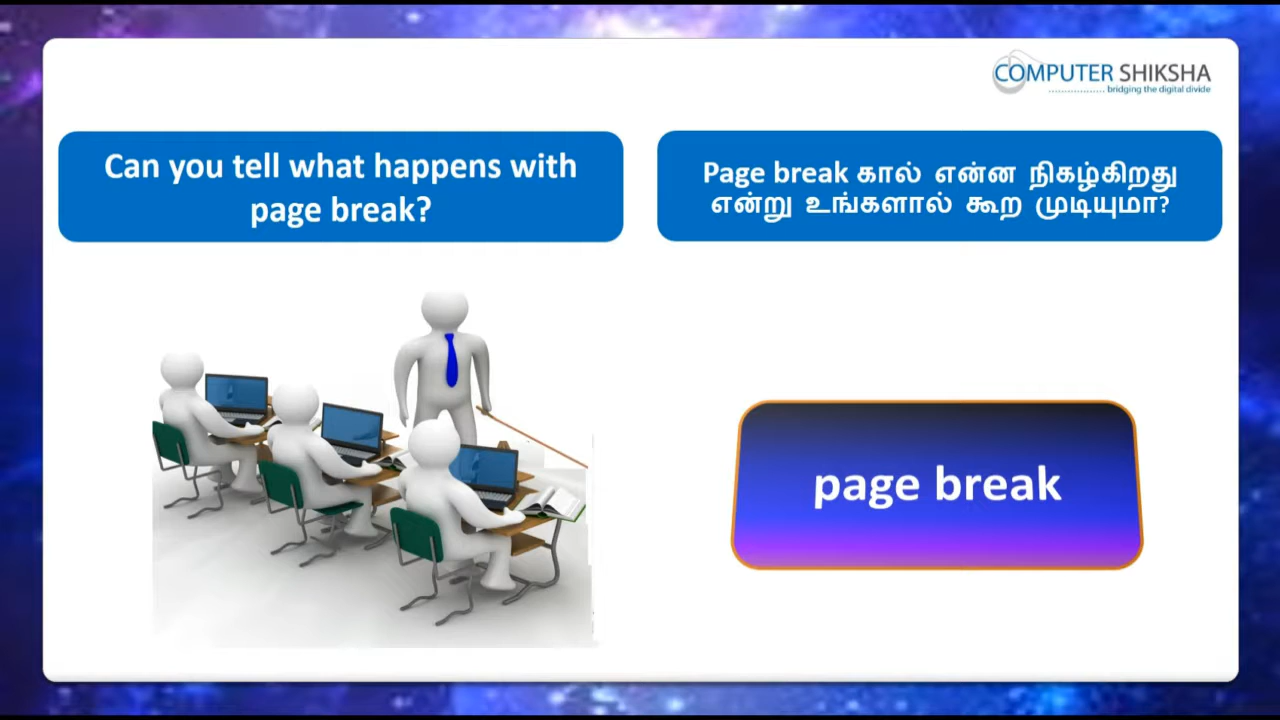 COMPUTER SHIKSHA
bridging the digital divide
Can you tell what happens with
page break?
Page break கால் என்ன நிகழ்கிறது
என்று உங்களால் கூற முடியுமா?
page break